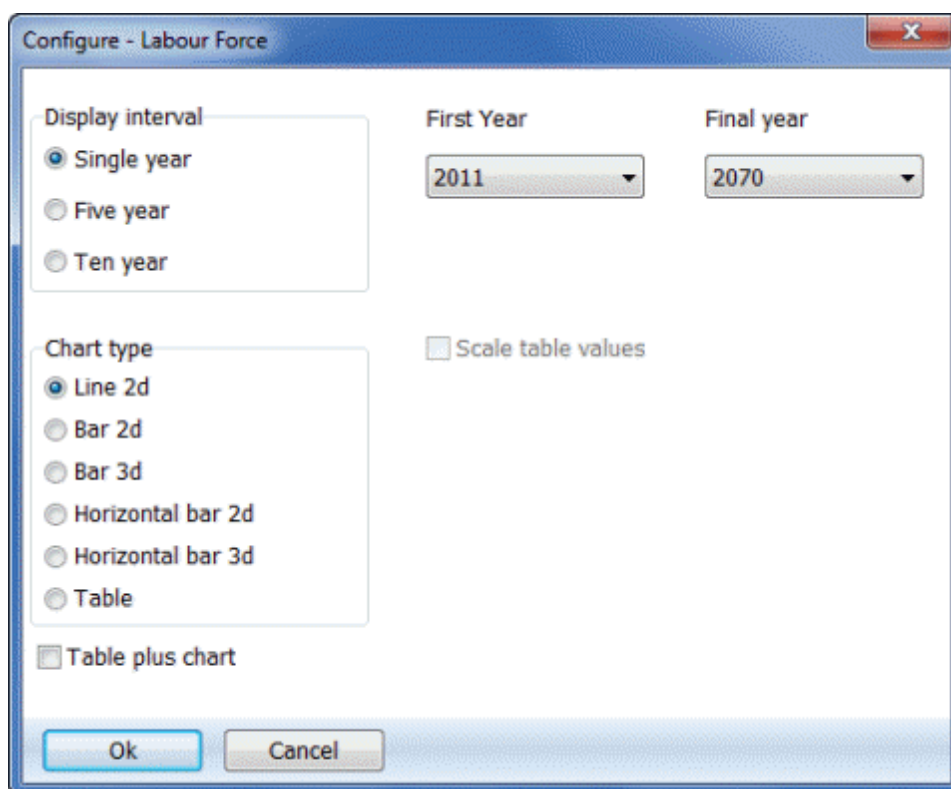 Configure - Labour Force
Display interval
Single year
Five year
Ten year
First Year
2011
Final year
2070
Chart type
Line 2d
Bar 2d
Bar 3d
Horizontal bar 2d
Horizontal bar 3d
Table
Scale table values
Table plus chart
Ok
Cancel